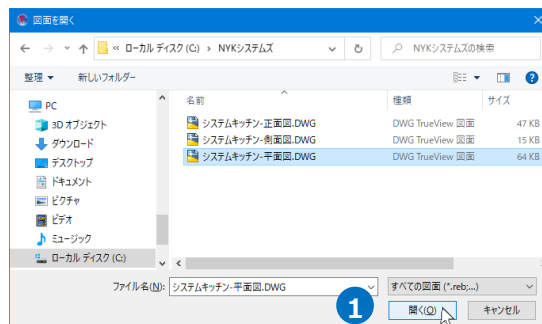 図面を開く
« ローカル ディスク (C:) › NYKシステムズ
NYKシステムズの検索
整理 新しいフォルダー
PC
3D オブジェクト
ダウンロード
デスクトップ
ドキュメント
ピクチャ
ビデオ
ミュージック
ローカル ディスク (C:)
名前 種類 サイズ
システムキッチン-正面図.DWG DWG TrueView 図面 47 KB
システムキッチン-側面図.DWG DWG TrueView 図面 15 KB
システムキッチン-平面図.DWG DWG TrueView 図面 64 KB
ファイル名(N): システムキッチン-平面図.DWG すべての図面 (*.reb;...)
1 開く(O) キャンセル